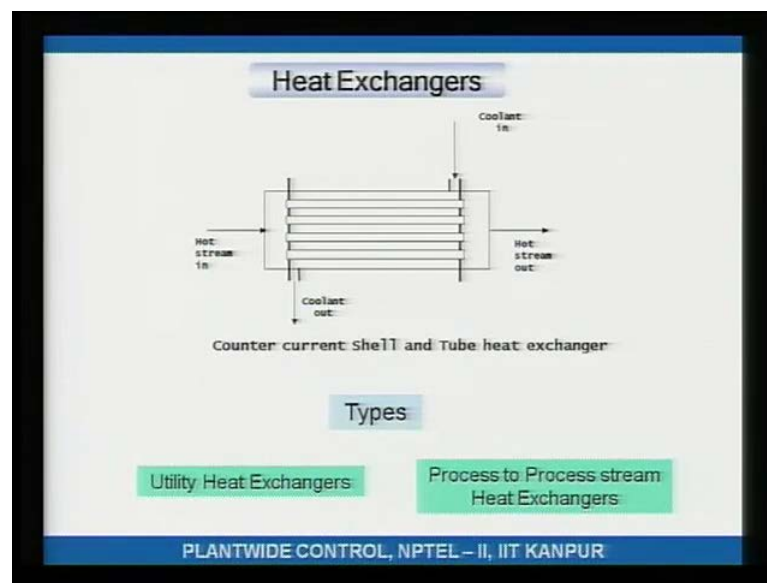 Heat Exchangers
Coolant
in
Hot
stream
in
Hot
stream
out
Coolant
out
Counter current Shell and Tube heat exchanger
Types
Utility Heat Exchangers
Process to Process stream
Heat Exchangers
PLANTWIDE CONTROL, NPTEL – II, IIT KANPUR